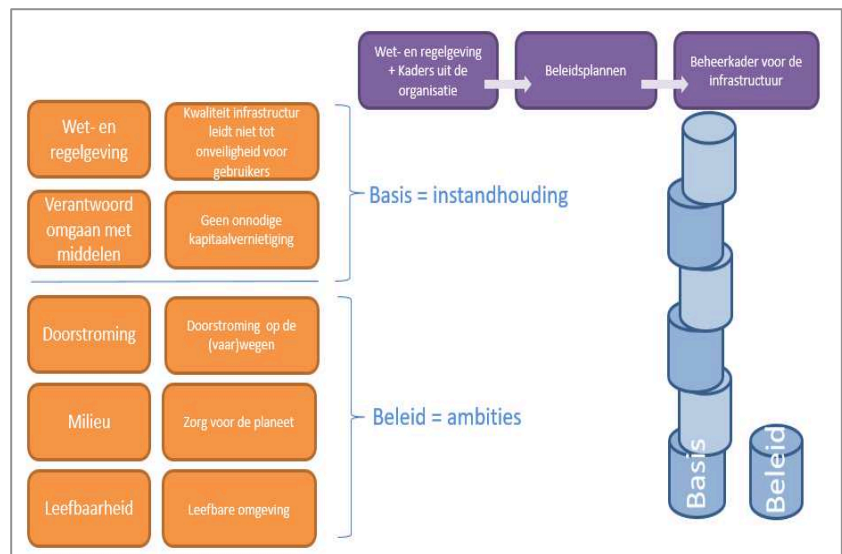 Wet- en regelgeving
+ Kaders uit de
organisatie
Beleidsplannen
Beheerkader voor de
infrastructuur
Wet- en
regelgeving
Kwaliteit infrastructur
leidt niet tot
onveiligheid voor
gebruikers
Verantwoord
omgaan met
middelen
Geen onnodige
kapitaalvernietiging
Basis = instandhouding
Doorstroming
Doorstroming op de
(vaar)wegen
Milieu
Zorg voor de planeet
Beleid = ambities
Leefbaarheid
Leefbare omgeving
Basis
Beleid